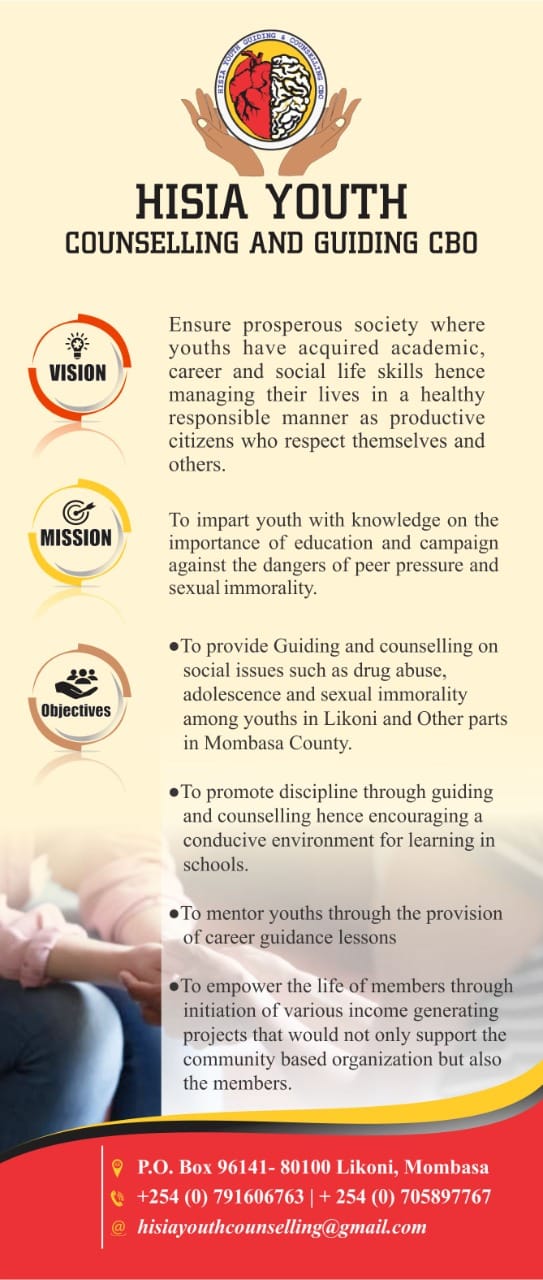 HISIA YOUTH GUIDING & COUNSELLING CBO
HISIA YOUTH
COUNSELLING AND GUIDING CBO
VISION
Ensure prosperous society where
youths have acquired academic,
career and social life skills hence
managing their lives in a healthy
responsible manner as productive
citizens who respect themselves and
others.
MISSION
To impart youth with knowledge on the
importance of education and campaign
against the dangers of peer pressure and
sexual immorality.
Objectives
●To provide Guiding and counselling on
social issues such as drug abuse,
adolescence and sexual immorality
among youths in Likoni and Other parts
in Mombasa County.
●To promote discipline through guiding
and counselling hence encouraging a
conducive environment for learning in
schools.
●To mentor youths through the provision
of career guidance lessons
●To empower the life of members through
initiation of various income generating
projects that would not only support the
community based organization but also
the members.
P.O. Box 96141- 80100 Likoni, Mombasa
+254 (0) 791606763 | + 254 (0) 705897767
@ hisiayouthcounselling@gmail.com